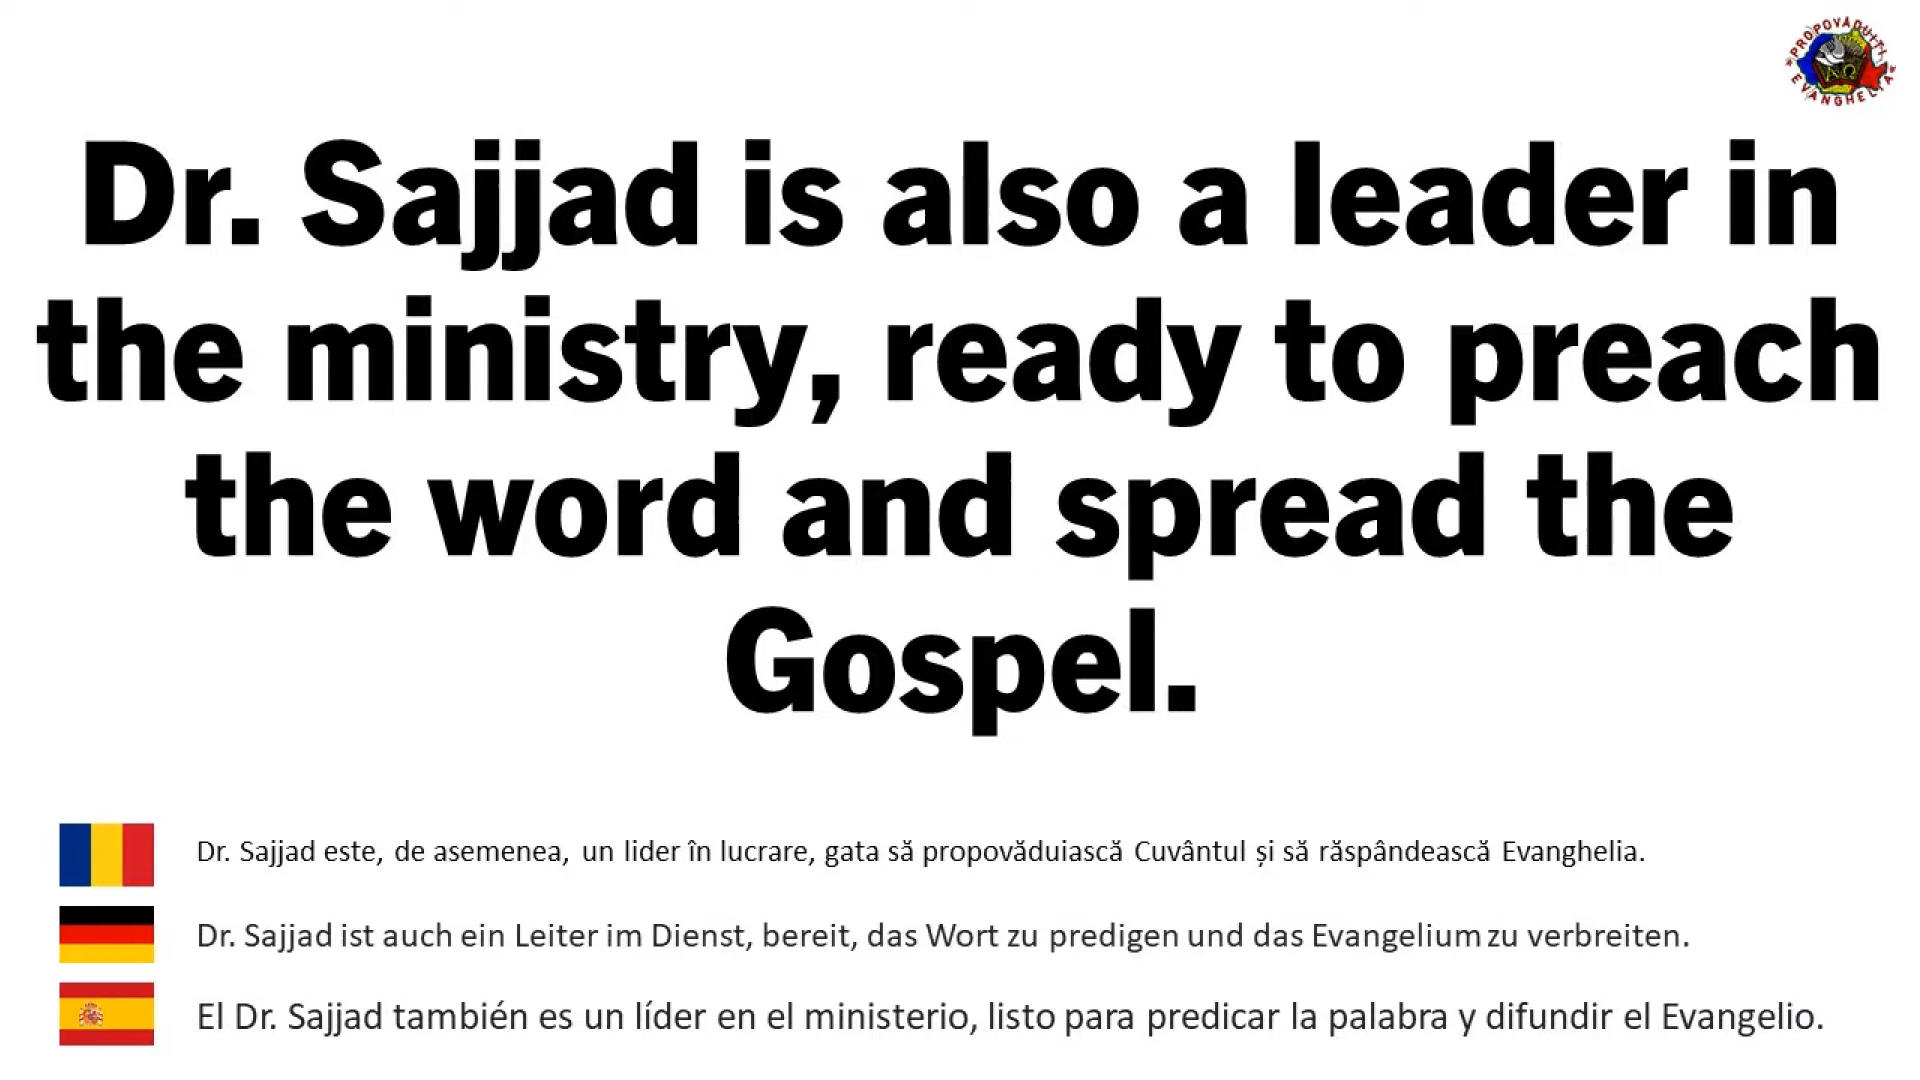 PROPOVĂDUIȚI
EVANGHELIA
ΑΩ
Dr. Sajjad is also a leader in
the ministry, ready to preach
the word and spread the
Gospel.
Dr. Sajjad este, de asemenea, un lider în lucrare, gata să propovăduiască Cuvântul și să răspândească Evanghelia.
Dr. Sajjad ist auch ein Leiter im Dienst, bereit, das Wort zu predigen und das Evangelium zu verbreiten.
El Dr. Sajjad también es un líder en el ministerio, listo para predicar la palabra y difundir el Evangelio.